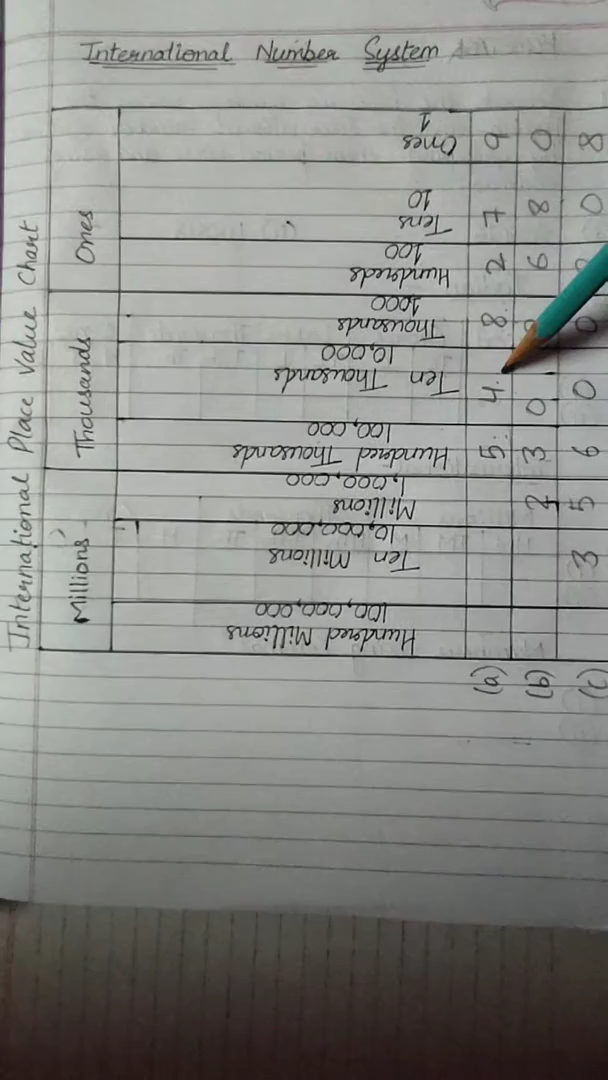 International Number System
International Place Value Chart
Millions Thousands Ones
Hundred Millions Ten Millions Millions Hundred Thousands Ten Thousands Thousands Hundreds Tens Ones
100,000,000 10,000,000 1,000,000 100,000 10,000 1000 100 10 1
(a) 5 4 8 2 7
(b) 2 3 0 6 8 0
(c) 3 5 6 0 0 0 8